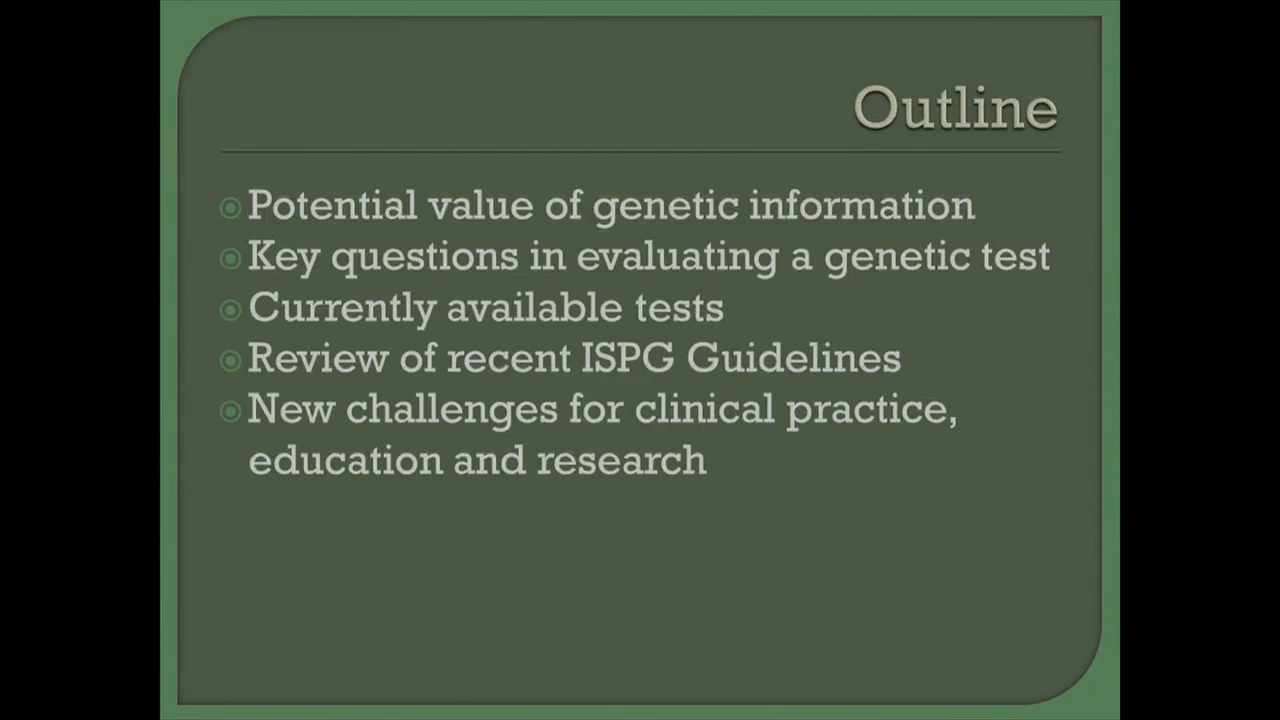 Outline
Potential value of genetic information
Key questions in evaluating a genetic test
Currently available tests
Review of recent ISPG Guidelines
New challenges for clinical practice,
education and research